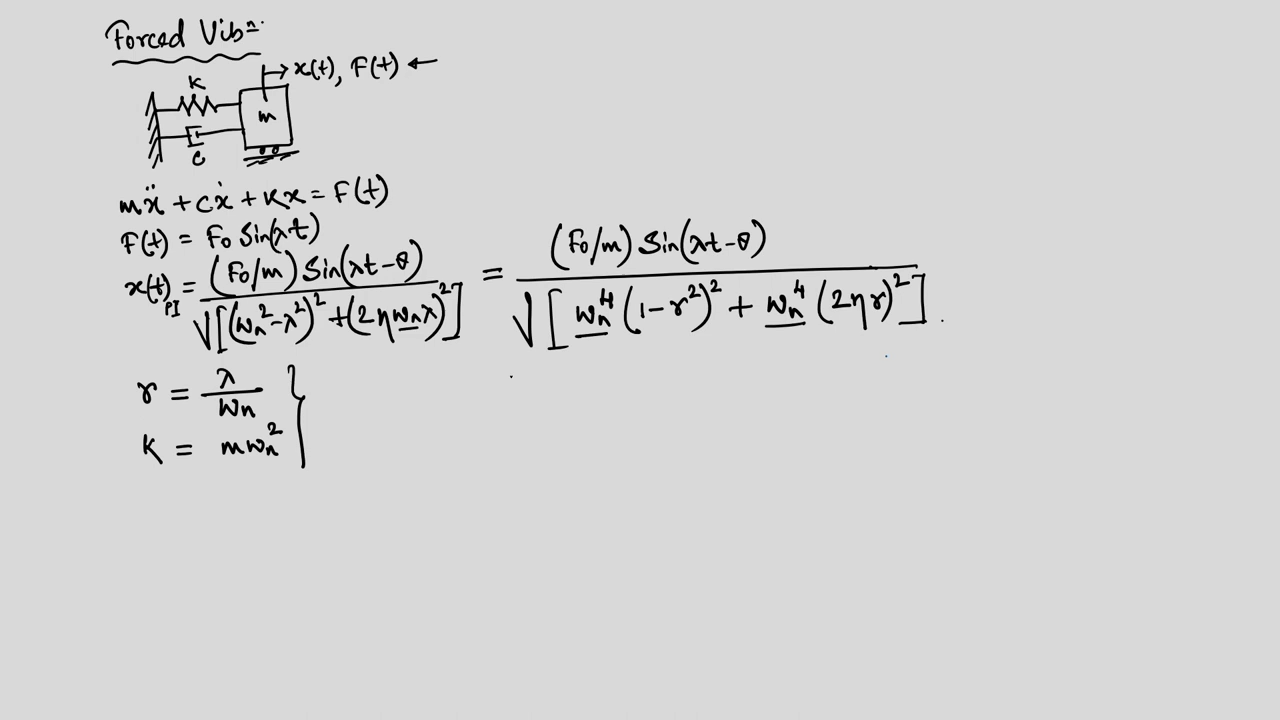 Forced Vibⁿ.
x(t), F(t) ←
K
m
C
mẍ + cẋ + Kx = F(t)
F(t) = F₀ Sin(λt)
x(t)_PI = (F₀/m) Sin(λt-θ) / √[(ωₙ²-λ²)² + (2ηωₙλ)²] = (F₀/m) Sin(λt-θ) / √[ωₙ⁴(1-r²)² + ωₙ⁴(2ηr)²].
r = λ/ωₙ
K = mωₙ²